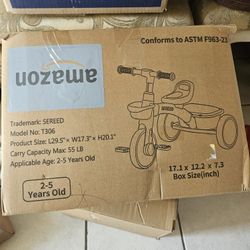 Conforms to ASTM F963-23
amazon
Trademark: SEREED
Model No: T306
Product Size: L29.5" × W17.3" × H20.1"
Carry Capacity Max: 55 LB
Applicable Age: 2-5 Years Old
17.1 x 12.2 x 7.3
Box Size(inch)
2-5
Years Old